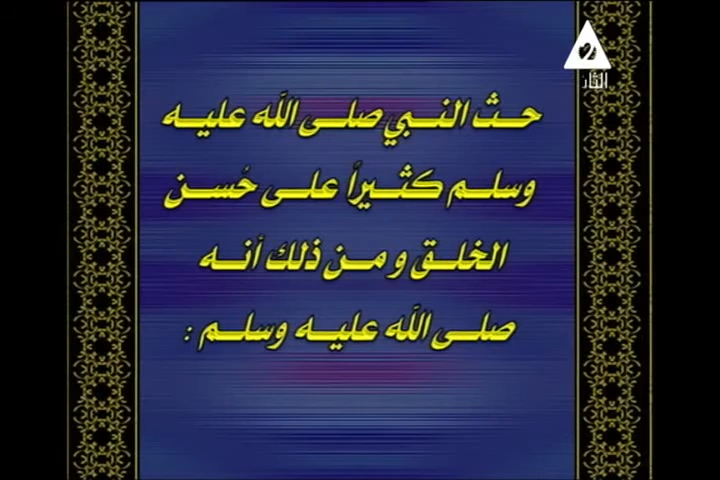 حث النبي صلى الله عليه
وسلم كثيراً على حُسن
الخلق و من ذلك أنه
صلى الله عليه وسلم :